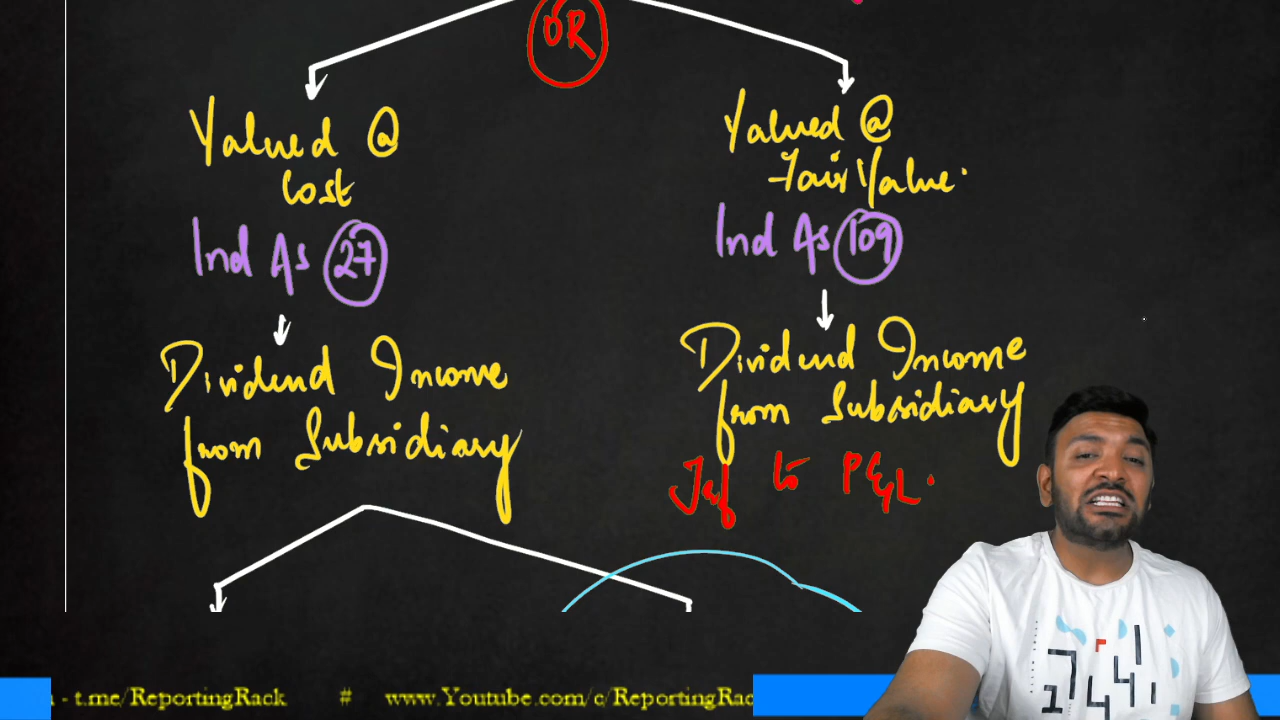 OR
Valued @
Cost
Ind As 27
Dividend Income
from Subsidiary
Valued @
Fair Value.
Ind As 109
Dividend Income
from Subsidiary
Trf to P&L.
- t.me/ReportingRack # www.Youtube.com/c/ReportingRac